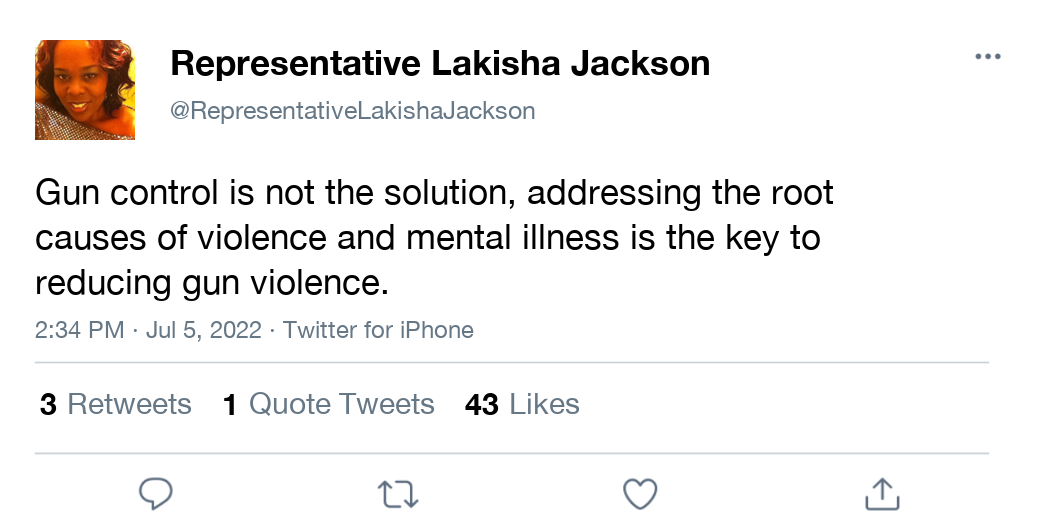 Representative Lakisha Jackson
@RepresentativeLakishaJackson
Gun control is not the solution, addressing the root
causes of violence and mental illness is the key to
reducing gun violence.
2:34 PM · Jul 5, 2022 · Twitter for iPhone
3 Retweets 1 Quote Tweets 43 Likes